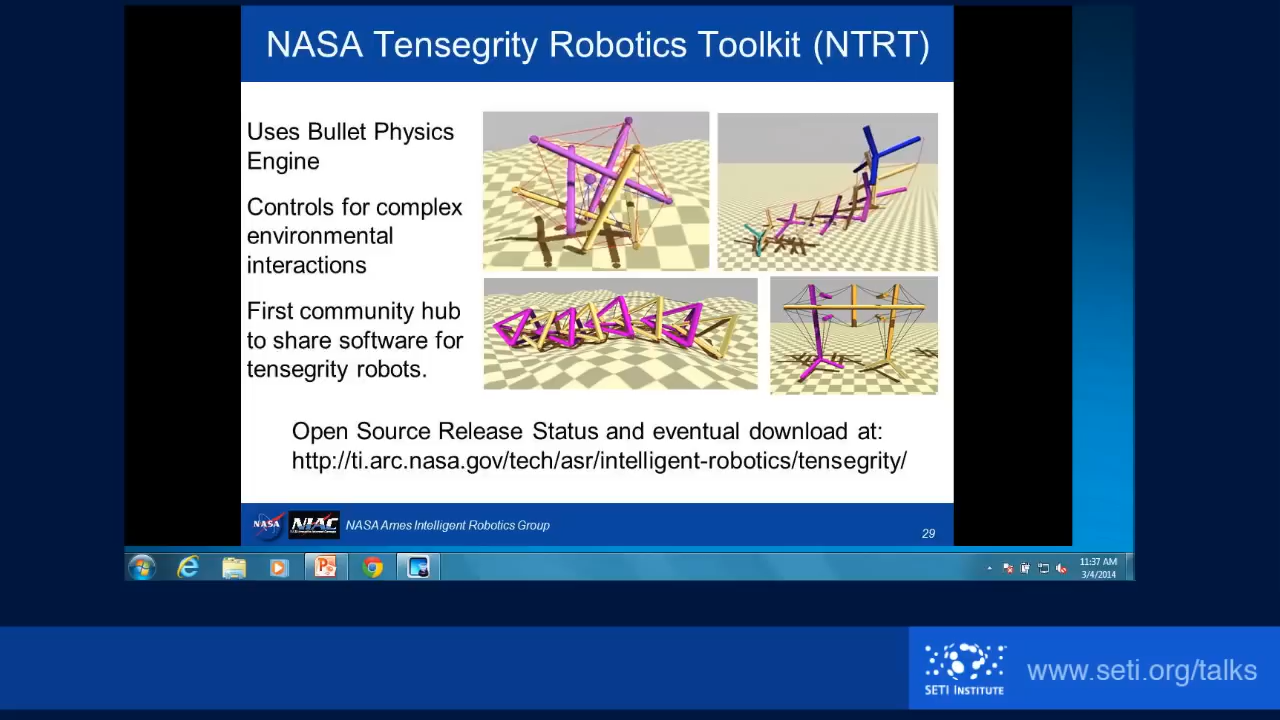 NASA Tensegrity Robotics Toolkit (NTRT)
Uses Bullet Physics
Engine
Controls for complex
environmental
interactions
First community hub
to share software for
tensegrity robots.
Open Source Release Status and eventual download at:
http://ti.arc.nasa.gov/tech/asr/intelligent-robotics/tensegrity/
NASA
NIAC
NASA Ames Intelligent Robotics Group
29
11:37 AM
3/4/2014
SETI INSTITUTE
www.seti.org/talks